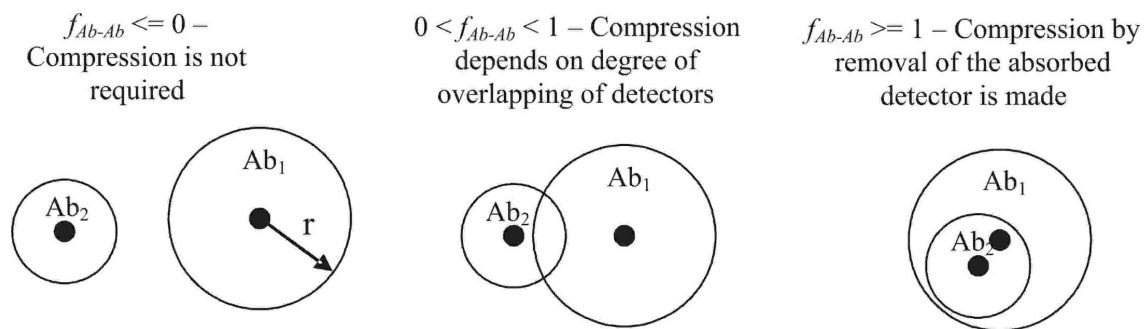 f_{Ab-Ab} <= 0 –
Compression is not
required
0 < f_{Ab-Ab} < 1 – Compression
depends on degree of
overlapping of detectors
f_{Ab-Ab} >= 1 – Compression by
removal of the absorbed
detector is made
Ab₂
Ab₁
r
Ab₂
Ab₁
Ab₁
Ab₂